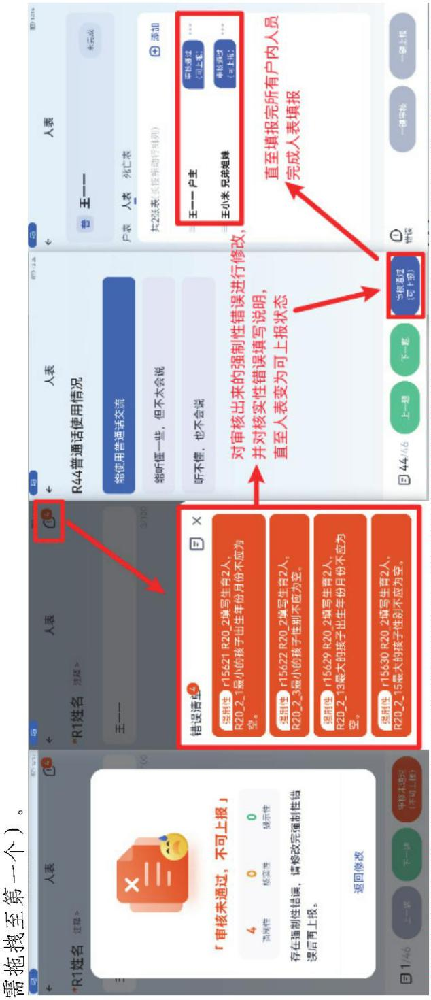 需拖拽至第一个）。
人表
*R1姓名 注释 >
王一一
4
「审核未通过，不可上报」
4 0 0
强制性 核实性 提示性
存在强制性错误，请修改完强制性错
误后再上报。
返回修改
1/46
上一题
下一题
审核未通过
（不可上报）
人表
4
*R1姓名 注释 >
王一一
3/100
错误清单 4
强制性 r15621 R20_2填写生育2人，
R20_2_1最小的孩子出生年份月份不应为
空。
强制性 r15622 R20_2填写生育2人，
R20_2_3最小的孩子性别不应为空。
强制性 r15629 R20_2填写生育2人，
R20_2_13最大的孩子出生年份月份不应为
空。
强制性 r15630 R20_2填写生育2人，
R20_2_15最大的孩子性别不应为空。
人表
R44普通话使用情况
能使用普通话交流
能听懂一些，但不太会说
听不懂，也不会说
对审核出来的强制性错误进行修改，
并对核实性错误填写说明，
直至人表变为可上报状态
44/46
上一题
下一题
审核通过
（可上报）
人表
普 王一一
未完成
户表 人表 死亡表
共2张表（长按拖动行排列）
添加
王一一 户主
审核通过
（可上报）
王小米 兄弟姐妹
审核通过
（可上报）
直至填报完所有户内人员
完成人表填报
错误
一键审核
一键上报